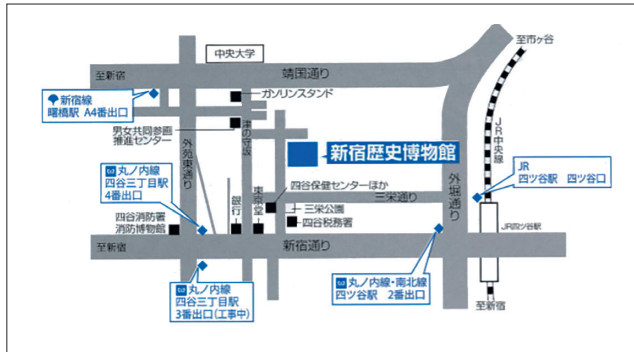 中央大学
至市ヶ谷
至新宿
靖国通り
ガソリンスタンド
新宿線
曙橋駅 A4番出口
男女共同参画
推進センター
外苑東通り
津の守坂
新宿歴史博物館
JR中央線
JR
四ツ谷駅 四ツ谷口
外堀通り
丸ノ内線
四谷三丁目駅
4番出口
四谷保健センターほか
三栄通り
銀行
東京堂
三栄公園
四谷税務署
四谷消防署
消防博物館
至新宿
新宿通り
JR四ツ谷駅
丸ノ内線
四谷三丁目駅
3番出口(工事中)
丸ノ内線・南北線
四ツ谷駅 2番出口
至新宿